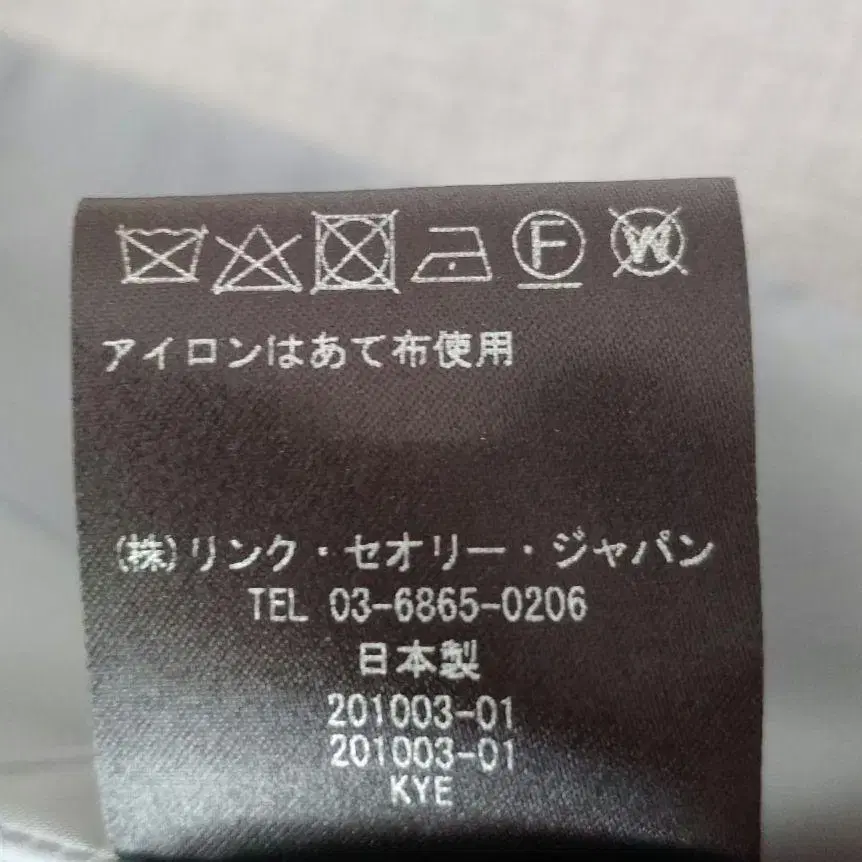 F W
アイロンはあて布使用
(株)リンク・セオリー・ジャパン
TEL 03-6865-0206
日本製
201003-01
201003-01
KYE